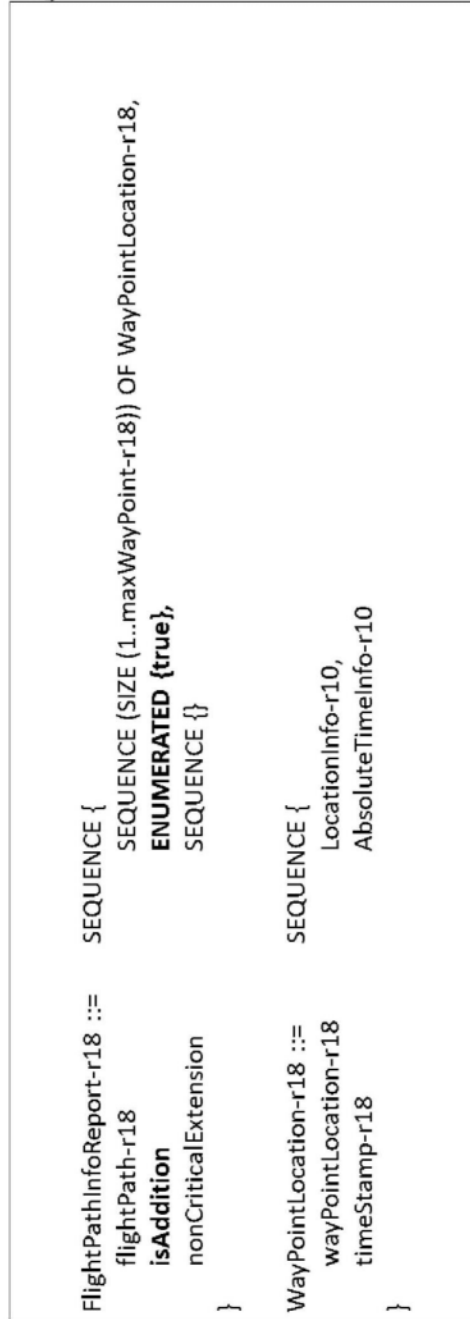 FlightPathInfoReport-r18 ::= SEQUENCE {
flightPath-r18 SEQUENCE (SIZE (1..maxWayPoint-r18)) OF WayPointLocation-r18,
isAddition ENUMERATED {true},
nonCriticalExtension SEQUENCE {}
}
WayPointLocation-r18 ::= SEQUENCE {
wayPointLocation-r18 LocationInfo-r10,
timeStamp-r18 AbsoluteTimeInfo-r10
}